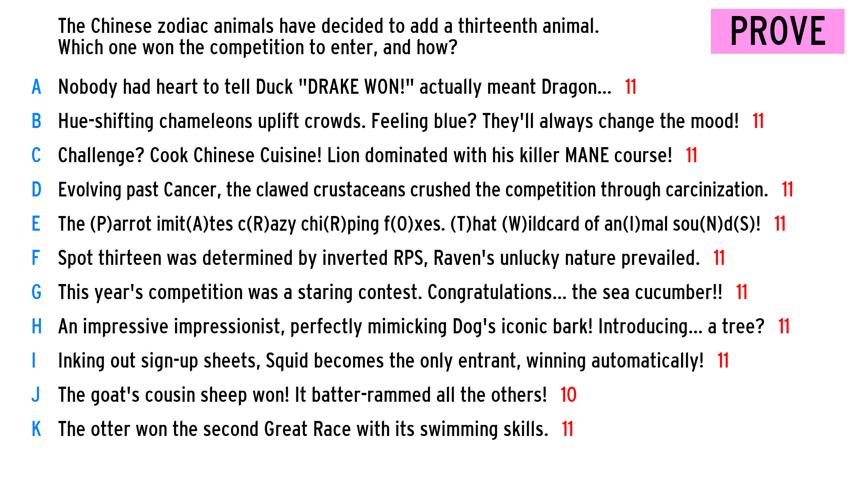 The Chinese zodiac animals have decided to add a thirteenth animal.
Which one won the competition to enter, and how?
PROVE
A Nobody had heart to tell Duck "DRAKE WON!" actually meant Dragon... 11
B Hue-shifting chameleons uplift crowds. Feeling blue? They'll always change the mood! 11
C Challenge? Cook Chinese Cuisine! Lion dominated with his killer MANE course! 11
D Evolving past Cancer, the clawed crustaceans crushed the competition through carcinization. 11
E The (P)arrot imit(A)tes c(R)azy chi(R)ping f(O)xes. (T)hat (W)ildcard of an(I)mal sou(N)d(S)! 11
F Spot thirteen was determined by inverted RPS, Raven's unlucky nature prevailed. 11
G This year's competition was a staring contest. Congratulations... the sea cucumber!! 11
H An impressive impressionist, perfectly mimicking Dog's iconic bark! Introducing... a tree? 11
I Inking out sign-up sheets, Squid becomes the only entrant, winning automatically! 11
J The goat's cousin sheep won! It batter-rammed all the others! 10
K The otter won the second Great Race with its swimming skills. 11